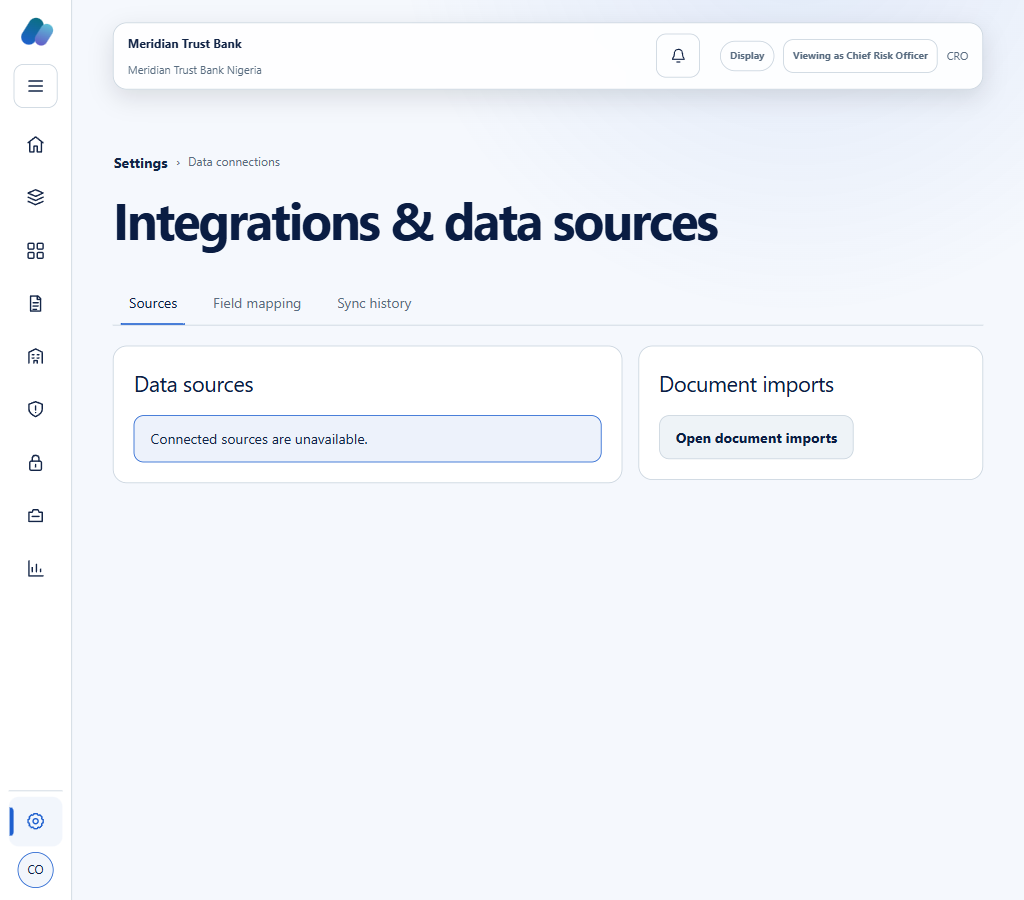 Meridian Trust Bank
Meridian Trust Bank Nigeria
Display
Viewing as Chief Risk Officer
CRO
Settings › Data connections
Integrations & data sources
Sources
Field mapping
Sync history
Data sources
Connected sources are unavailable.
Document imports
Open document imports
CO